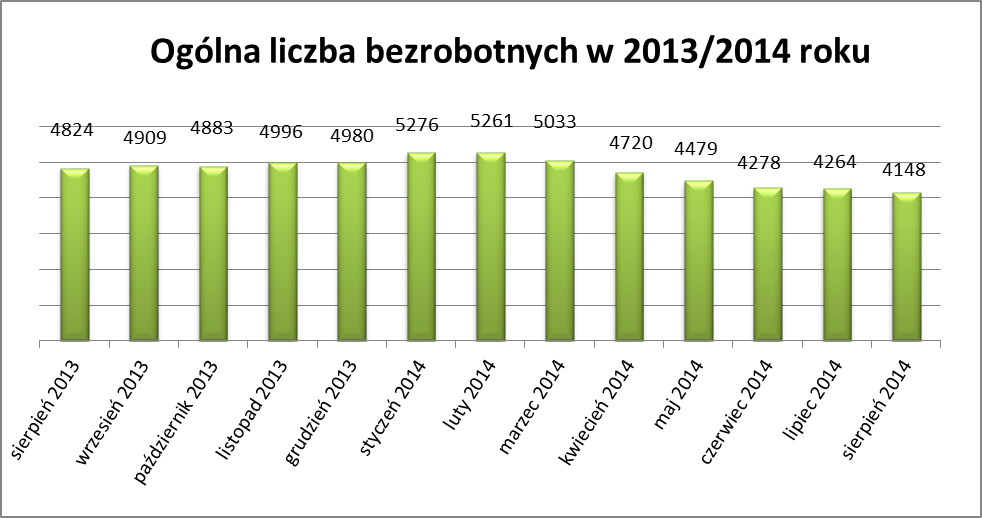 Ogólna liczba bezrobotnych w 2013/2014 roku
4824 4909 4883 4996 4980 5276 5261 5033 4720 4479 4278 4264 4148
sierpień 2013
wrzesień 2013
październik 2013
listopad 2013
grudzień 2013
styczeń 2014
luty 2014
marzec 2014
kwiecień 2014
maj 2014
czerwiec 2014
lipiec 2014
sierpień 2014